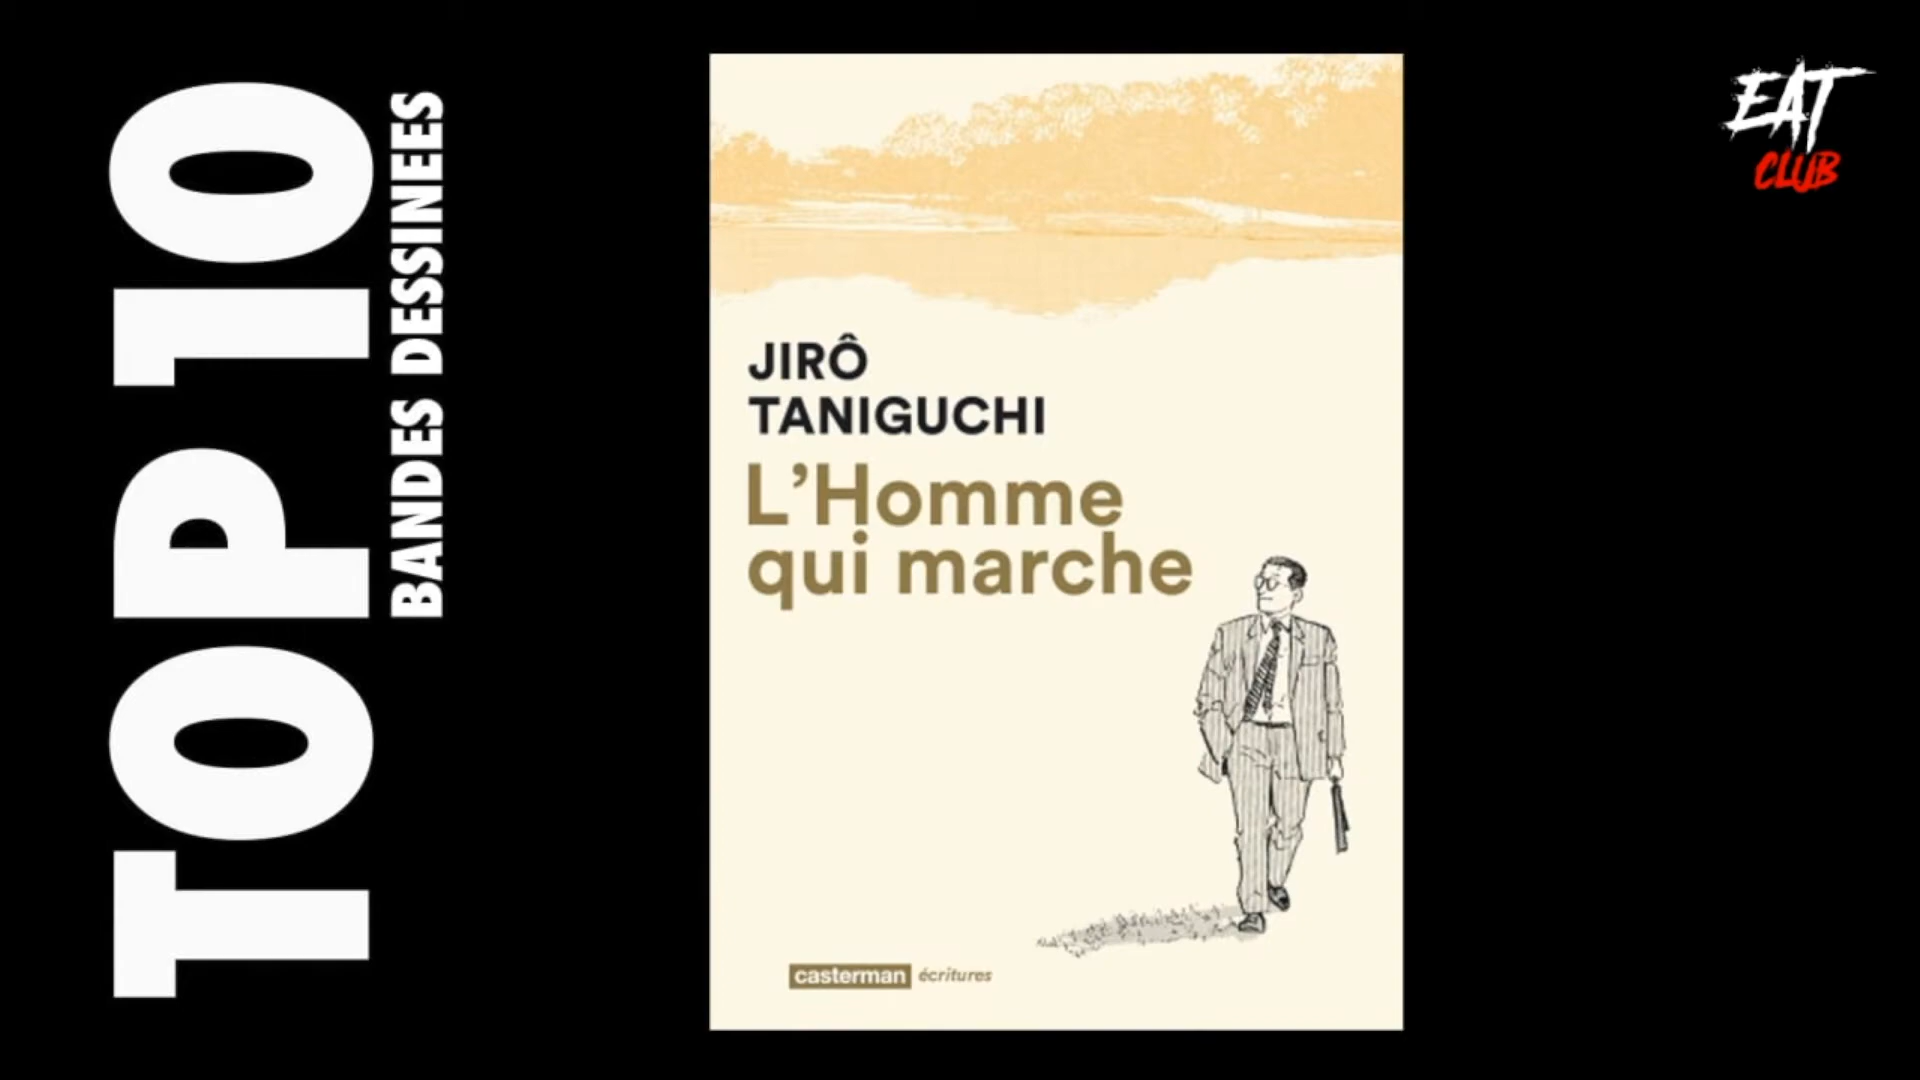 TOP 10
BANDES DESSINEES
JIRÔ
TANIGUCHI
L'Homme
qui marche
casterman écritures
EAT
CLUB